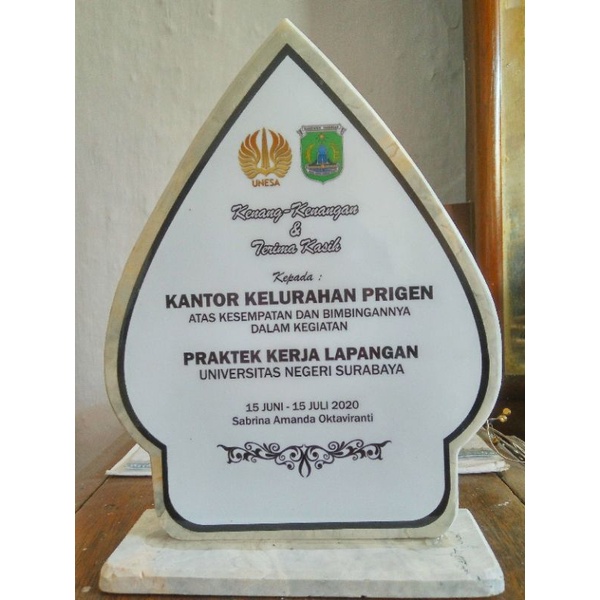 UNESA
Kenang-Kenangan
&
Terima Kasih
Kepada :
KANTOR KELURAHAN PRIGEN
ATAS KESEMPATAN DAN BIMBINGANNYA
DALAM KEGIATAN
PRAKTEK KERJA LAPANGAN
UNIVERSITAS NEGERI SURABAYA
15 JUNI - 15 JULI 2020
Sabrina Amanda Oktaviranti